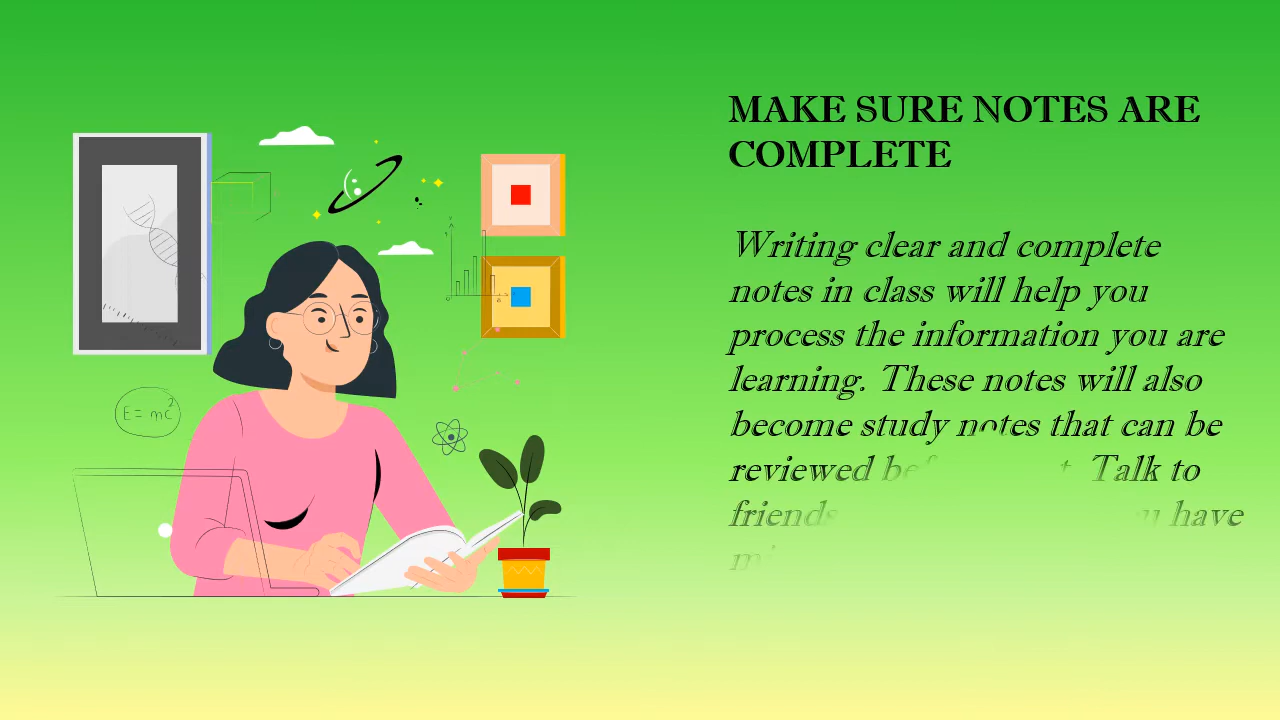 MAKE SURE NOTES ARE
COMPLETE
Writing clear and complete
notes in class will help you
process the information you are
learning. These notes will also
become study notes that can be
reviewed Talk to
friends have
E = mc²